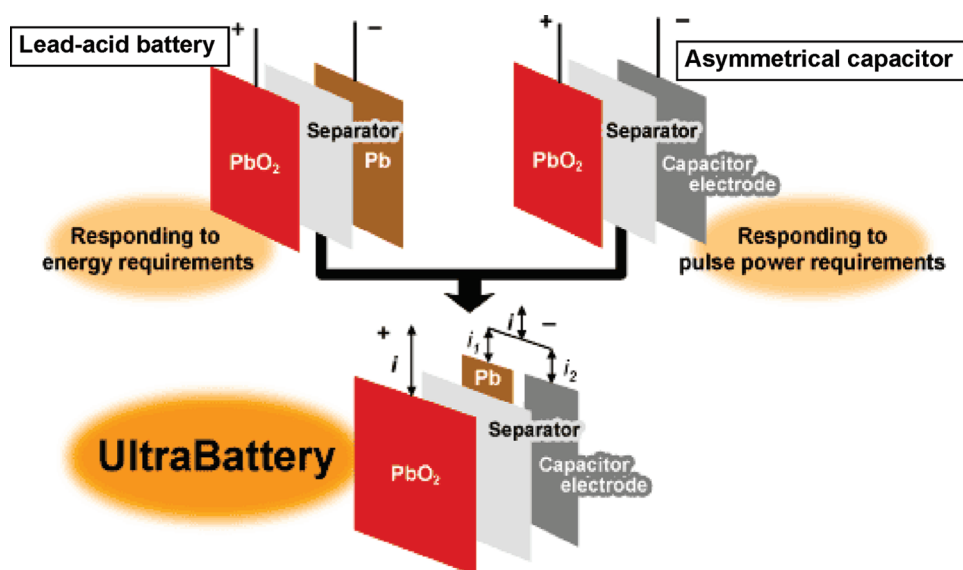 Lead-acid battery
+
−
PbO₂
Separator
Pb
Responding to
energy requirements
+
−
Asymmetrical capacitor
PbO₂
Separator
Capacitor
electrode
Responding to
pulse power requirements
UltraBattery
+
i
i
−
i₁
i₂
Pb
PbO₂
Separator
Capacitor
electrode